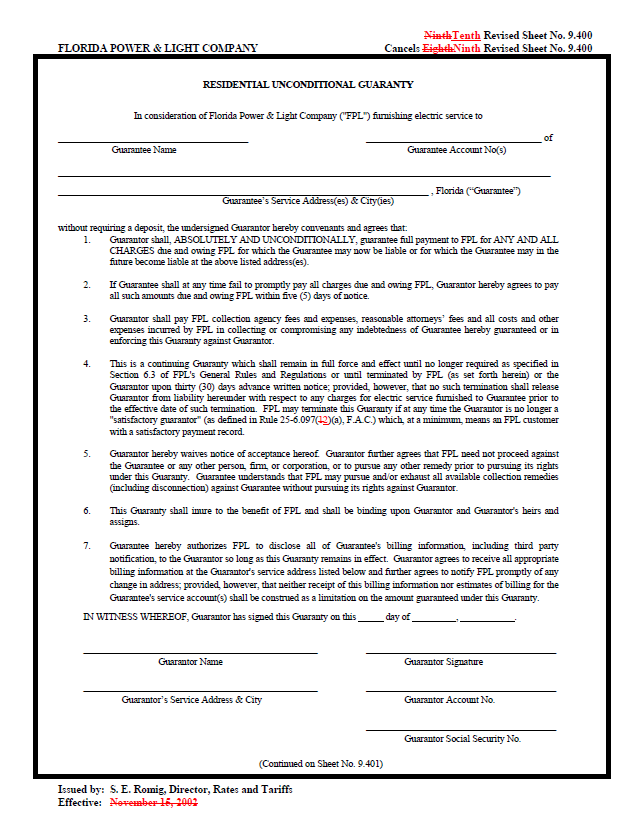 NinthTenth Revised Sheet No. 9.400
FLORIDA POWER & LIGHT COMPANY Cancels EighthNinth Revised Sheet No. 9.400
RESIDENTIAL UNCONDITIONAL GUARANTY
In consideration of Florida Power & Light Company ("FPL") furnishing electric service to
of
Guarantee Name Guarantee Account No(s)
, Florida (“Guarantee”)
Guarantee’s Service Address(es) & City(ies)
without requiring a deposit, the undersigned Guarantor hereby convenants and agrees that:
1. Guarantor shall, ABSOLUTELY AND UNCONDITIONALLY, guarantee full payment to FPL for ANY AND ALL
CHARGES due and owing FPL for which the Guarantee may now be liable or for which the Guarantee may in the
future become liable at the above listed address(es).
2. If Guarantee shall at any time fail to promptly pay all charges due and owing FPL, Guarantor hereby agrees to pay
all such amounts due and owing FPL within five (5) days of notice.
3. Guarantor shall pay FPL collection agency fees and expenses, reasonable attorneys’ fees and all costs and other
expenses incurred by FPL in collecting or compromising any indebtedness of Guarantee hereby guaranteed or in
enforcing this Guranty against Guarantor.
4. This is a continuing Guaranty which shall remain in full force and effect until no longer required as specified in
Section 6.3 of FPL's General Rules and Regulations or until terminated by FPL (as set forth herein) or the
Guarantor upon thirty (30) days advance written notice; provided, however, that no such termination shall release
Guarantor from liability hereunder with respect to any charges for electric service furnished to Guarantee prior to
the effective date of such termination. FPL may terminate this Guaranty if at any time the Guarantor is no longer a
"satisfactory guarantor" (as defined in Rule 25-6.097(12)(a), F.A.C.) which, at a minimum, means an FPL customer
with a satisfactory payment record.
5. Guarantor hereby waives notice of acceptance hereof. Guarantor further agrees that FPL need not proceed against
the Guarantee or any other person, firm, or corporation, or to pursue any other remedy prior to pursuing its rights
under this Guaranty. Guarantee understands that FPL may pursue and/or exhaust all available collection remedies
(including disconnection) against Guarantee without pursuing its rights against Guarantor.
6. This Guranty shall inure to the benefit of FPL and shall be binding upon Guarantor and Guarantor's heirs and
assigns.
7. Guarantee hereby authorizes FPL to disclose all of Guarantee's billing information, including third party
notification, to the Guarantor so long as this Guaranty remains in effect. Guarantor agrees to receive all appropriate
billing information at the Guarantor's service address listed below and further agrees to notify FPL promptly of any
change in address; provided, however, that neither receipt of this billing information nor estimates of billing for the
Guarantee's service account(s) shall be construed as a limitation on the amount guaranteed under this Guaranty.
IN WITNESS WHEREOF, Guarantor has signed this Guaranty on this _____ day of _________, ___________.
Guarantor Name Guarantor Signature
Guarantor’s Service Address & City Guarantor Account No.
Guarantor Social Security No.
(Continued on Sheet No. 9.401)
Issued by: S. E. Romig, Director, Rates and Tariffs
Effective: November 15, 2002